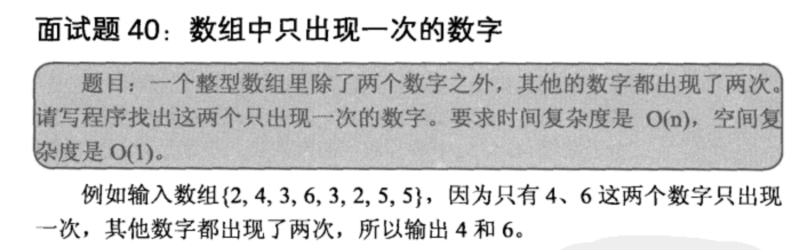 面试题 40：数组中只出现一次的数字
题目：一个整型数组里除了两个数字之外，其他的数字都出现了两次。
请写程序找出这两个只出现一次的数字。要求时间复杂度是 O(n)，空间复
杂度是 O(1)。
例如输入数组{2, 4, 3, 6, 3, 2, 5, 5}，因为只有 4、6 这两个数字只出现
一次，其他数字都出现了两次，所以输出 4 和 6。